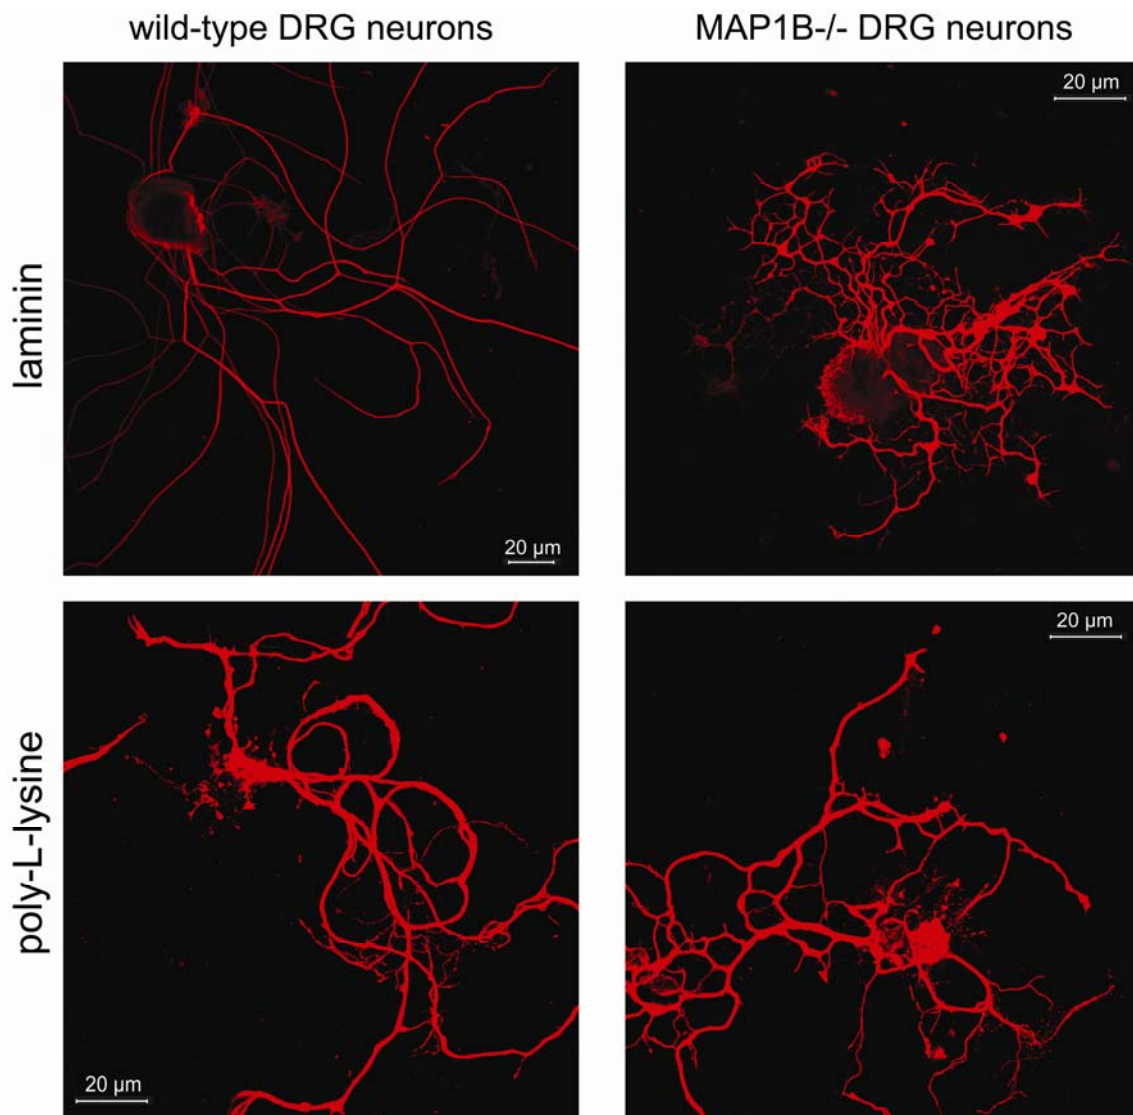 wild-type DRG neurons
MAP1B-/- DRG neurons
laminin
20 µm
20 µm
poly-L-lysine
20 µm
20 µm